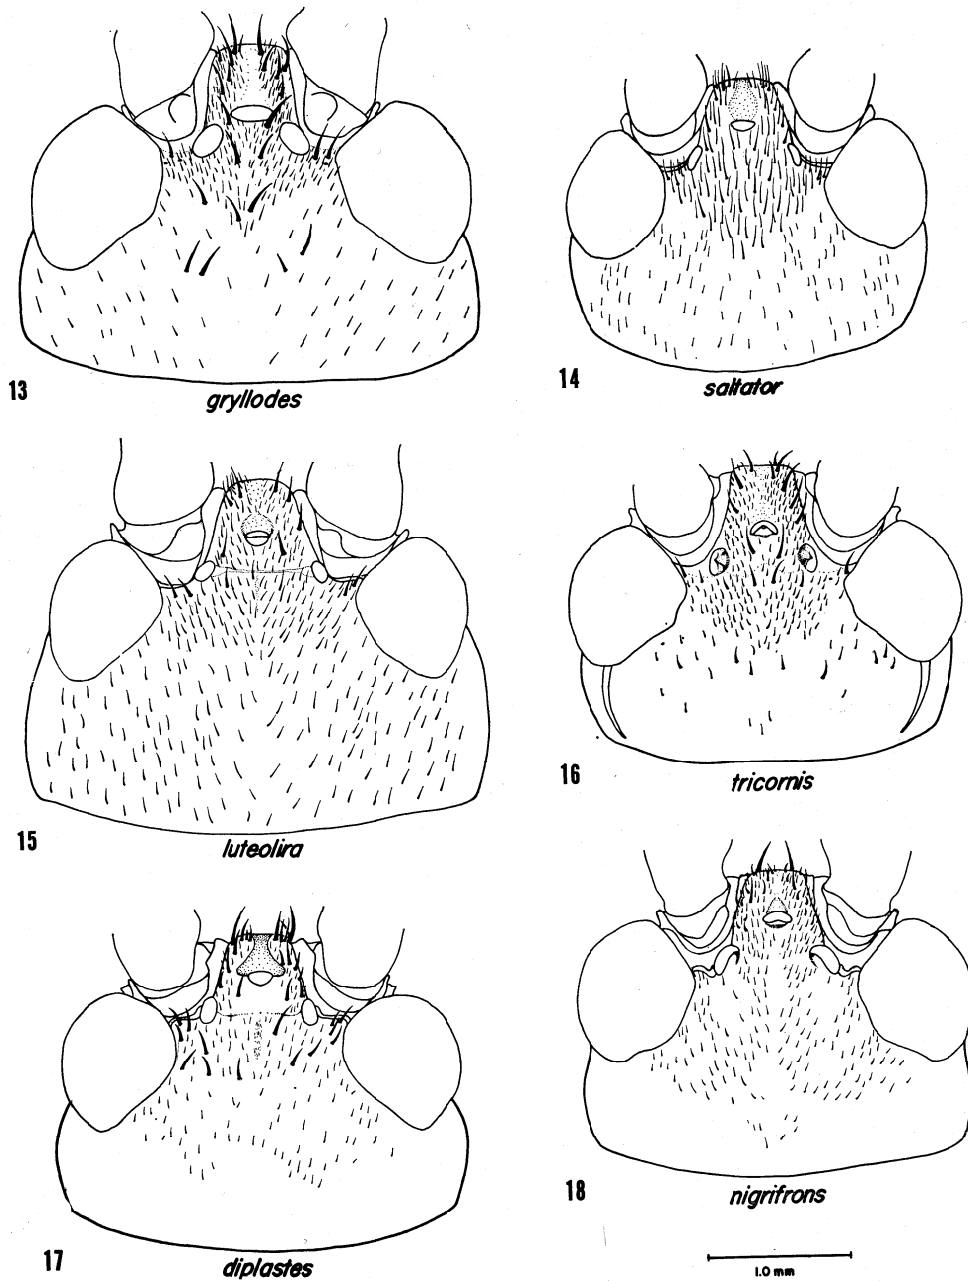 13
gryllodes
14
saltator
15
luteolira
16
tricornis
17
diplastes
18
nigrifrons
1.0 mm